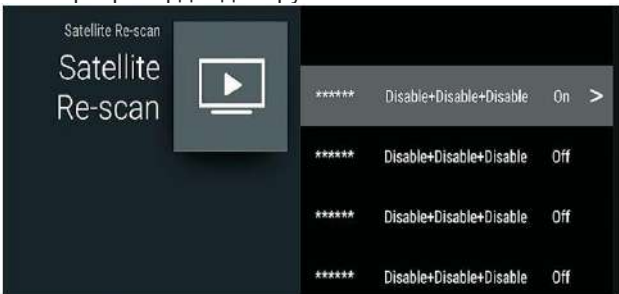 Satellite Re-scan
Satellite
Re-scan
****** Disable+Disable+Disable On >
****** Disable+Disable+Disable Off
****** Disable+Disable+Disable Off
****** Disable+Disable+Disable Off